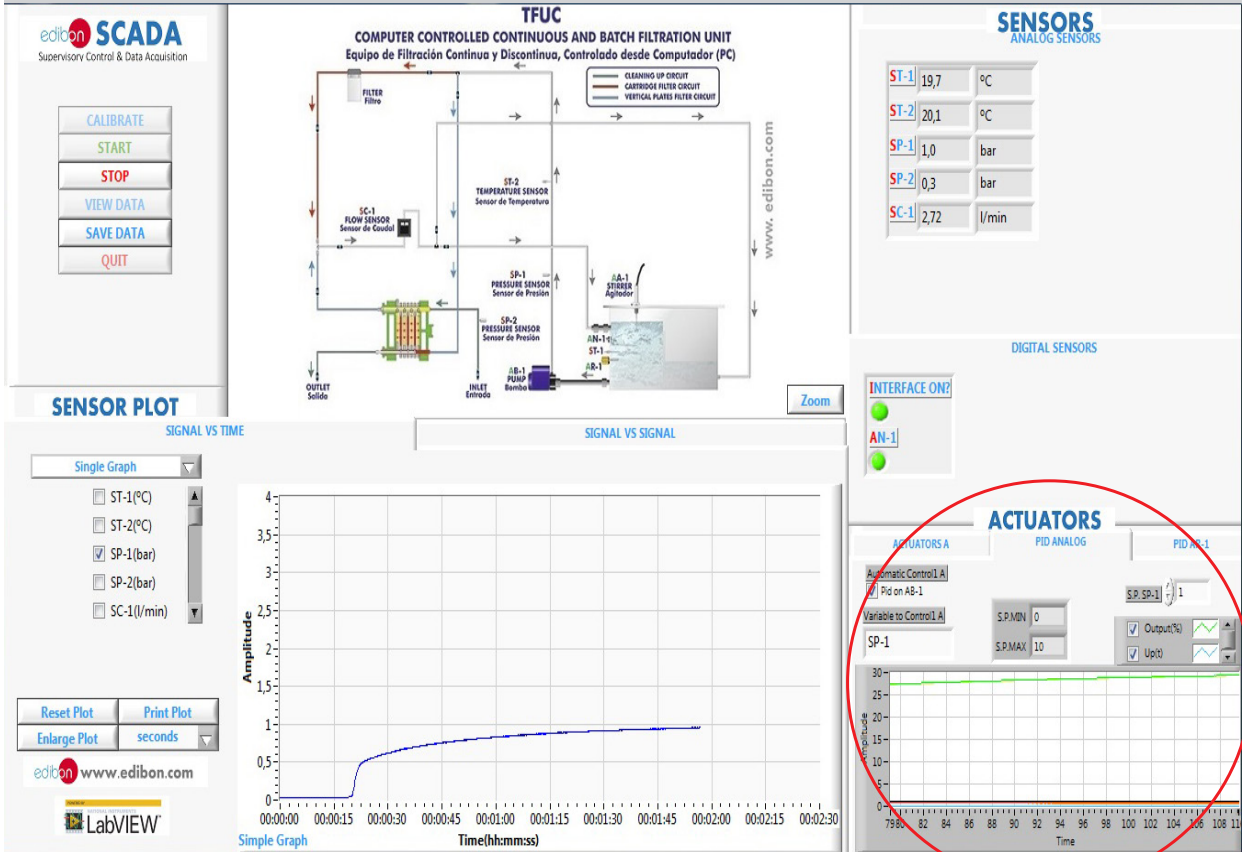 edibon SCADA
Supervisory Control & Data Acquisition
CALIBRATE
START
STOP
VIEW DATA
SAVE DATA
QUIT
TFUC
COMPUTER CONTROLLED CONTINUOUS AND BATCH FILTRATION UNIT
Equipo de Filtración Continua y Discontinua, Controlado desde Computador (PC)
CLEANING UP CIRCUIT
CARTRIDGE FILTER CIRCUIT
VERTICAL PLATES FILTER CIRCUIT
FILTER
Filtro
ST-2
TEMPERATURE SENSOR
Sensor de Temperatura
SC-1
FLOW SENSOR
Sensor de Caudal
www. edibon.com
SP-1
PRESSURE SENSOR
Sensor de Presión
AA-1
STIRRER
Agitador
SP-2
PRESSURE SENSOR
Sensor de Presión
AN-1
ST-1
AR-1
AB-1
PUMP
Bomba
OUTLET
Salida
INLET
Entrada
Zoom
SENSORS
ANALOG SENSORS
ST-1 19,7 ºC
ST-2 20,1 ºC
SP-1 1,0 bar
SP-2 0,3 bar
SC-1 2,72 l/min
DIGITAL SENSORS
INTERFACE ON?
AN-1
SENSOR PLOT
SIGNAL VS TIME
SIGNAL VS SIGNAL
Single Graph
ST-1(ºC)
ST-2(ºC)
SP-1(bar)
SP-2(bar)
SC-1(l/min)
Reset Plot Print Plot
Enlarge Plot seconds
edibon www.edibon.com
NATIONAL INSTRUMENTS
LabVIEW
Amplitude
4
3,5
3
2,5
2
1,5
1
0,5
0
00:00:00 00:00:15 00:00:30 00:00:45 00:01:00 00:01:15 00:01:30 00:01:45 00:02:00 00:02:15 00:02:30
Simple Graph
Time(hh:mm:ss)
ACTUATORS
ACTUATORS A
PID ANALOG
PID AR-1
Automatic Control1 A
Pid on AB-1
Variable to Control1 A
SP-1
S.P.MIN 0
S.P.MAX 10
S.P. SP-1 1
Output(%)
Up(t)
Amplitude
30
25
20
15
10
5
0
79 80 82 84 86 88 90 92 94 96 98 100 102 104 106 108 110
Time